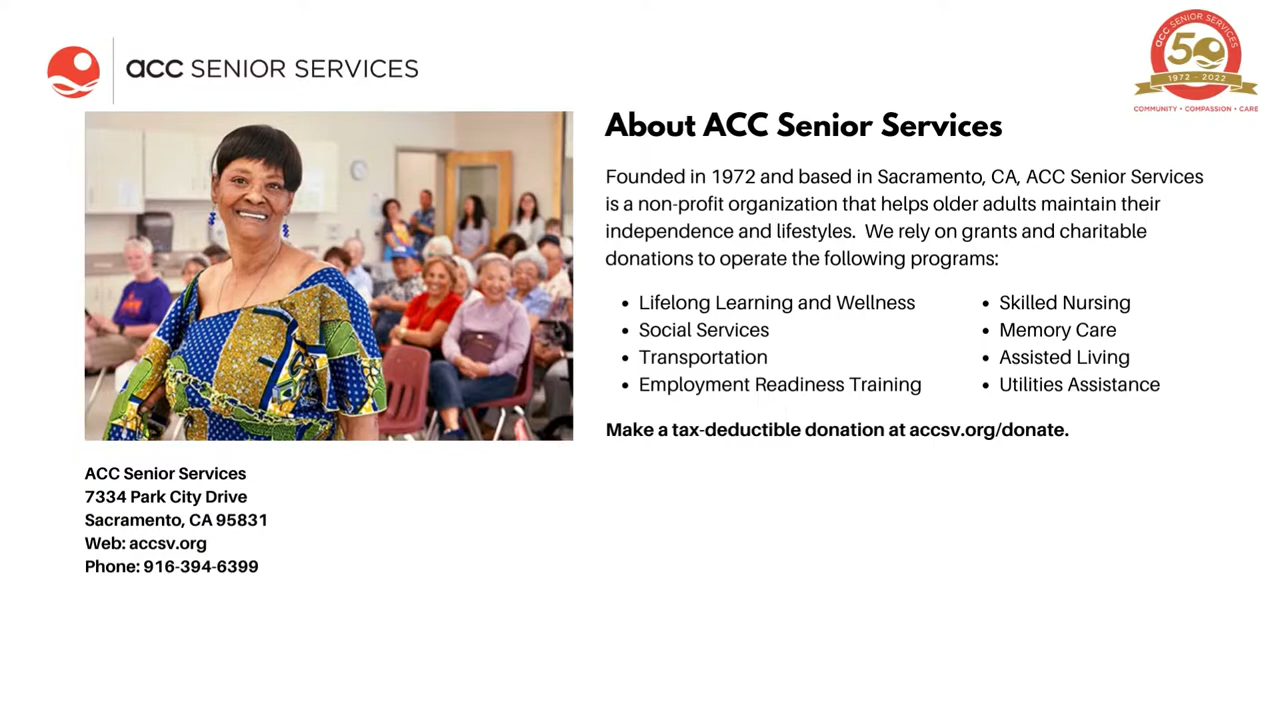 acc SENIOR SERVICES
acc SENIOR SERVICES
50
1972 - 2022
COMMUNITY • COMPASSION • CARE
About ACC Senior Services
Founded in 1972 and based in Sacramento, CA, ACC Senior Services
is a non-profit organization that helps older adults maintain their
independence and lifestyles. We rely on grants and charitable
donations to operate the following programs:
• Lifelong Learning and Wellness
• Social Services
• Transportation
• Employment Readiness Training
• Skilled Nursing
• Memory Care
• Assisted Living
• Utilities Assistance
Make a tax-deductible donation at accsv.org/donate.
ACC Senior Services
7334 Park City Drive
Sacramento, CA 95831
Web: accsv.org
Phone: 916-394-6399